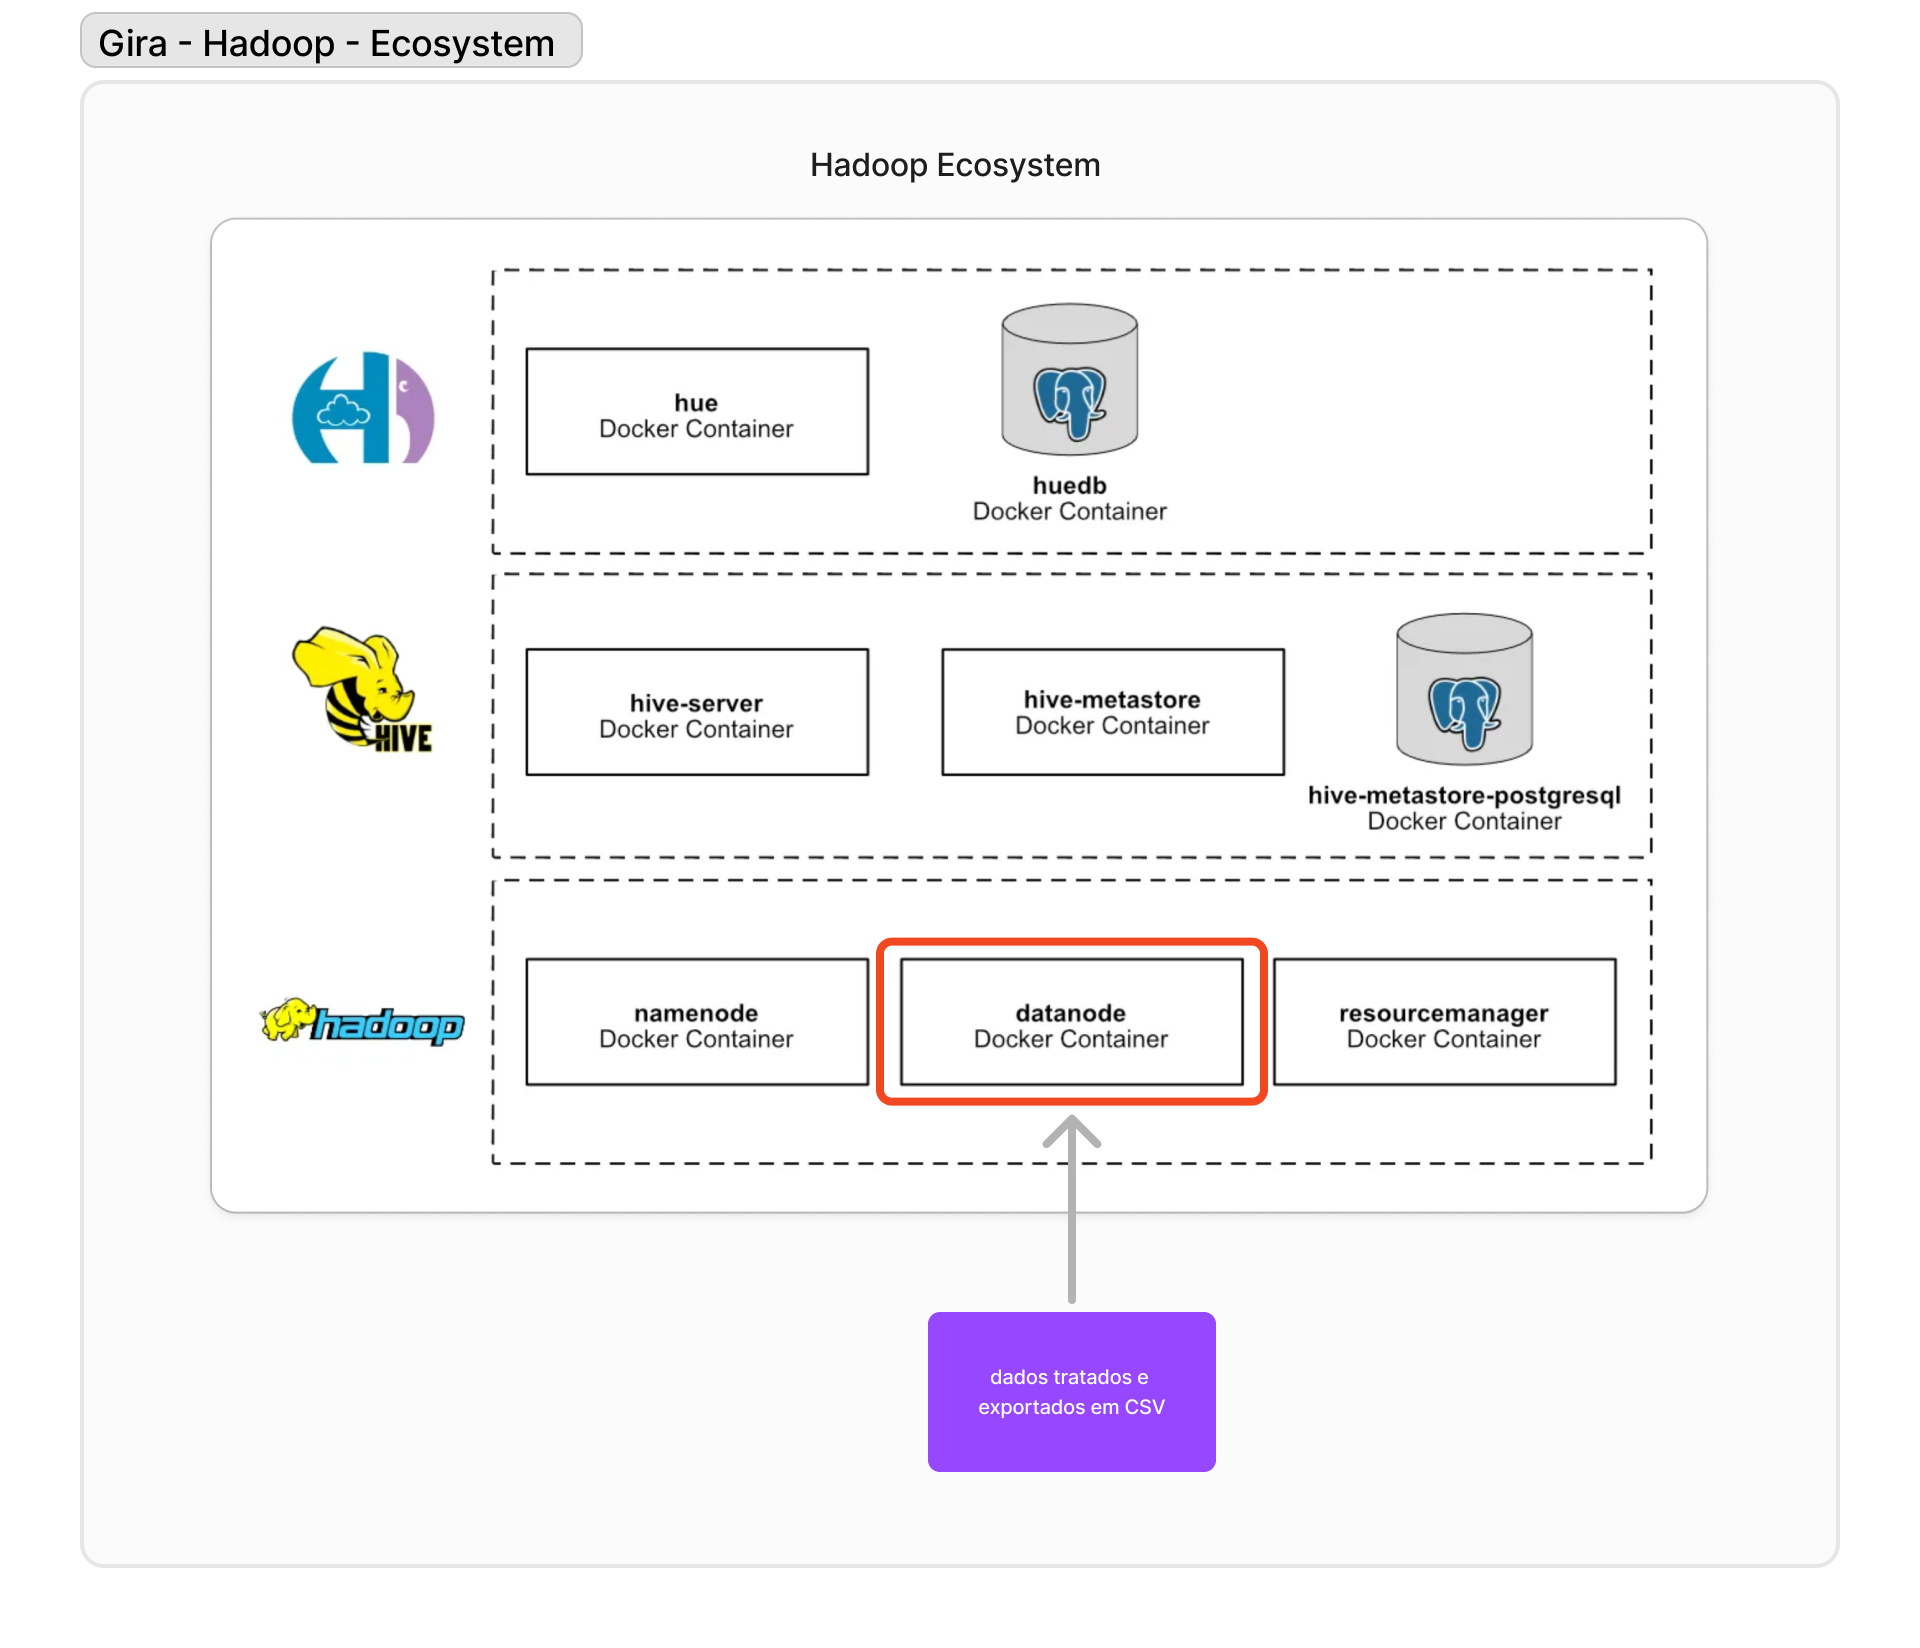 Gira - Hadoop - Ecosystem
Hadoop Ecosystem
hue
Docker Container
huedb
Docker Container
HIVE
hive-server
Docker Container
hive-metastore
Docker Container
hive-metastore-postgresql
Docker Container
hadoop
namenode
Docker Container
datanode
Docker Container
resourcemanager
Docker Container
dados tratados e
exportados em CSV